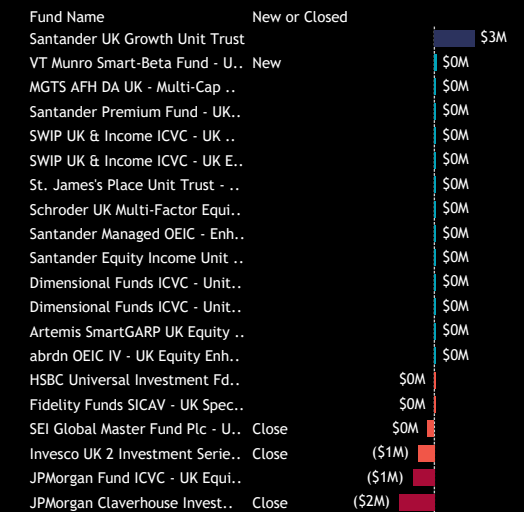 Fund Name New or Closed
Santander UK Growth Unit Trust $3M
VT Munro Smart-Beta Fund - U.. New $0M
MGTS AFH DA UK - Multi-Cap .. $0M
Santander Premium Fund - UK.. $0M
SWIP UK & Income ICVC - UK .. $0M
SWIP UK & Income ICVC - UK E.. $0M
St. James's Place Unit Trust - .. $0M
Schroder UK Multi-Factor Equi.. $0M
Santander Managed OEIC - Enh.. $0M
Santander Equity Income Unit .. $0M
Dimensional Funds ICVC - Unit.. $0M
Dimensional Funds ICVC - Unit.. $0M
Artemis SmartGARP UK Equity .. $0M
abrdn OEIC IV - UK Equity Enh.. $0M
HSBC Universal Investment Fd.. $0M
Fidelity Funds SICAV - UK Spec.. $0M
SEI Global Master Fund Plc - U.. Close $0M
Invesco UK 2 Investment Serie.. Close ($1M)
JPMorgan Fund ICVC - UK Equi.. ($1M)
JPMorgan Claverhouse Invest.. Close ($2M)